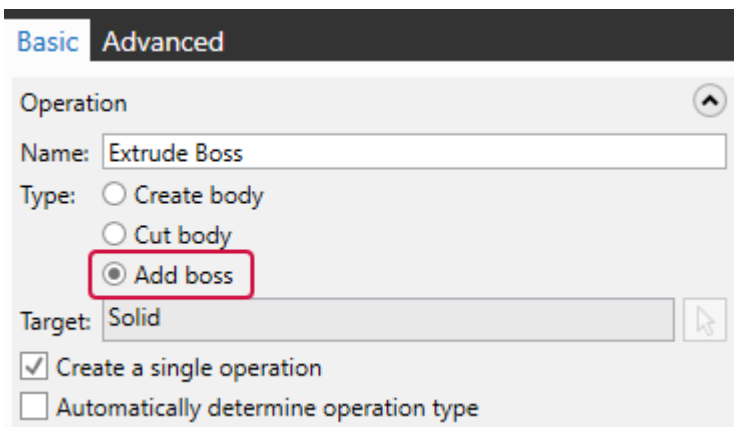 Basic Advanced
Operation
Name: Extrude Boss
Type: Create body
Cut body
Add boss
Target: Solid
Create a single operation
Automatically determine operation type